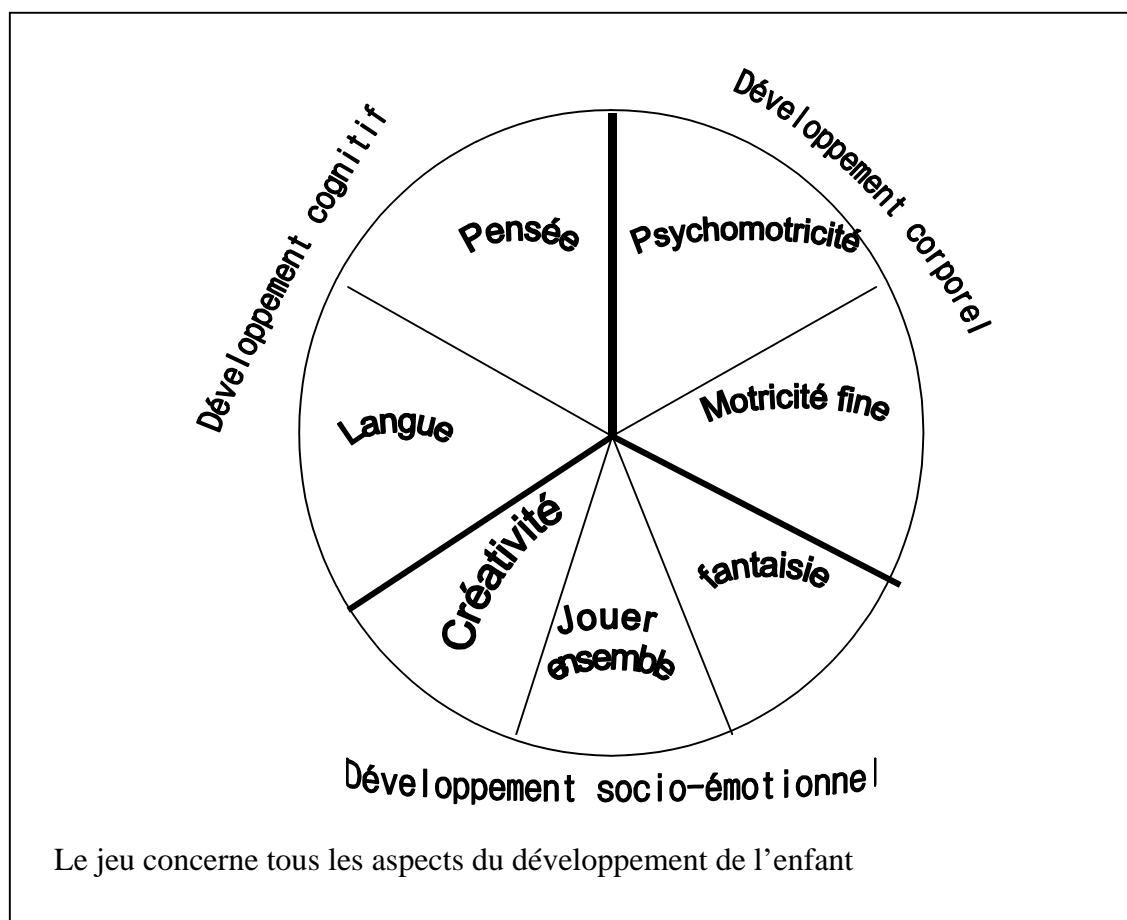 Développement cognitif
Développement corporel
Pensée
Psychomotricité
Langue
Motricité fine
Créativité
Jouer
ensemble
fantaisie
Développement socio-émotionnel
Le jeu concerne tous les aspects du développement de l’enfant